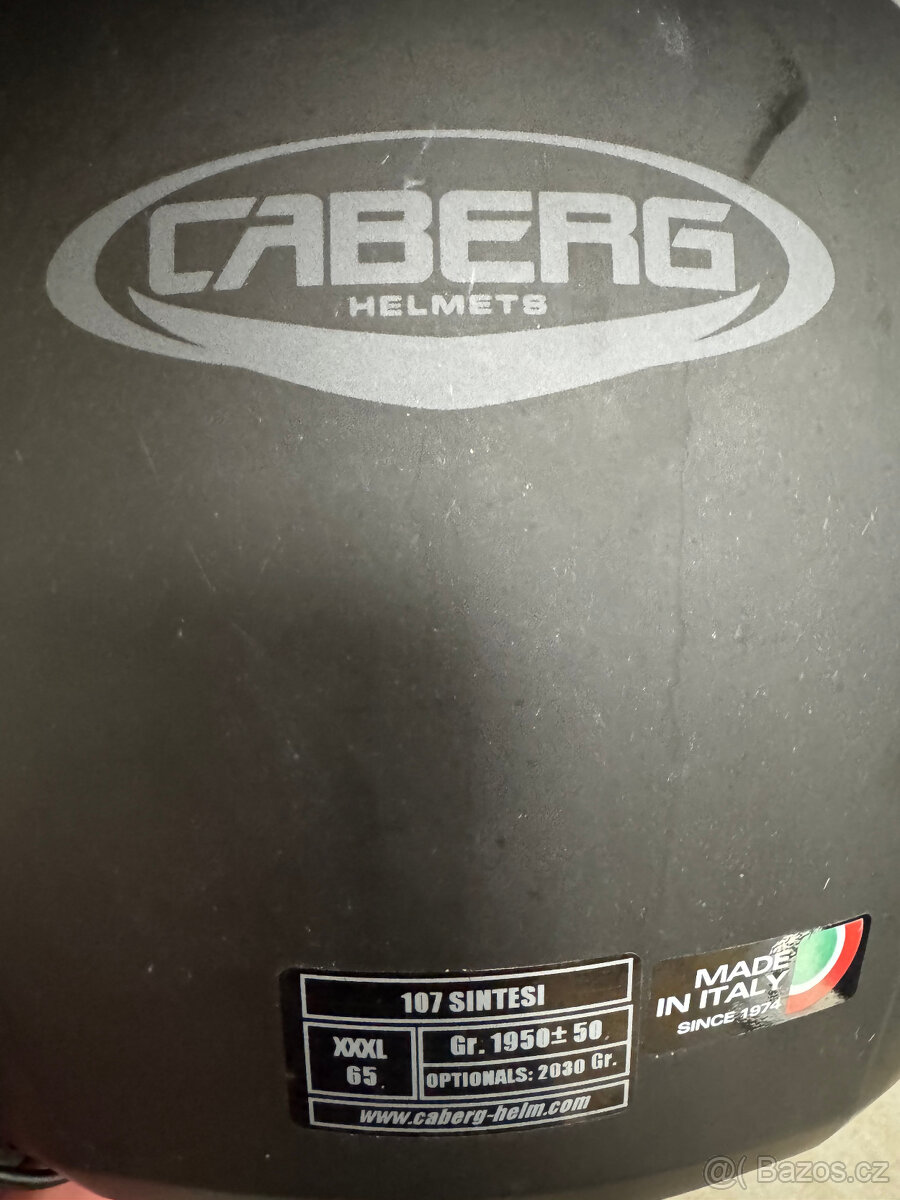 CABERG
HELMETS
107 SINTESI
XXXL
65
Gr. 1950± 50
OPTIONALS: 2030 Gr.
www.caberg-helm.com
MADE
IN ITALY
SINCE 1974
@( Bazos.cz